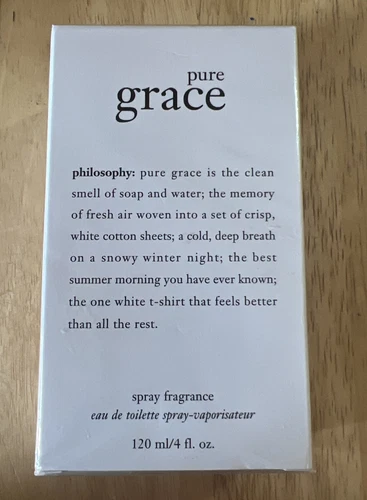 pure
grace
philosophy: pure grace is the clean
smell of soap and water; the memory
of fresh air woven into a set of crisp,
white cotton sheets; a cold, deep breath
on a snowy winter night; the best
summer morning you have ever known;
the one white t-shirt that feels better
than all the rest.
spray fragrance
eau de toilette spray-vaporisateur
120 ml/4 fl. oz.